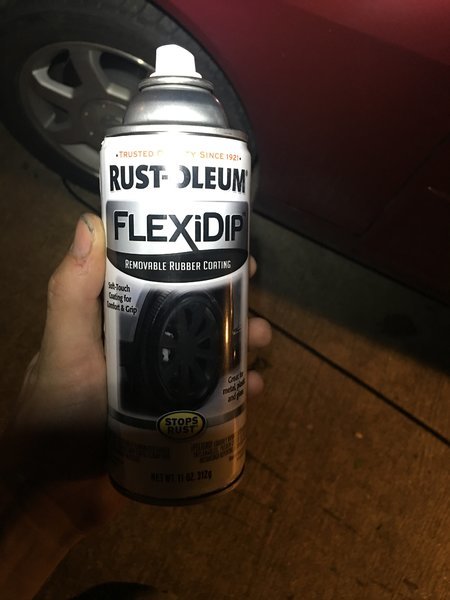 •TRUSTED QUALITY SINCE 1921•
RUST-OLEUM®
FLEXiDIP™
REMOVABLE RUBBER COATING
Soft-Touch
Coating for
Comfort & Grip
Great for
metal, plastic
and glass
STOPS
RUST®
NET WT. 11 OZ. 312g